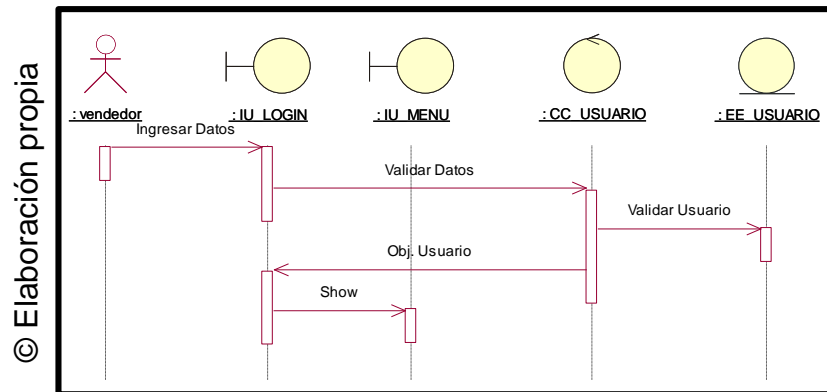 © Elaboración propia
: vendedor
: IU_LOGIN
: IU_MENU
: CC_USUARIO
: EE_USUARIO
Ingresar Datos
Validar Datos
Validar Usuario
Obj. Usuario
Show